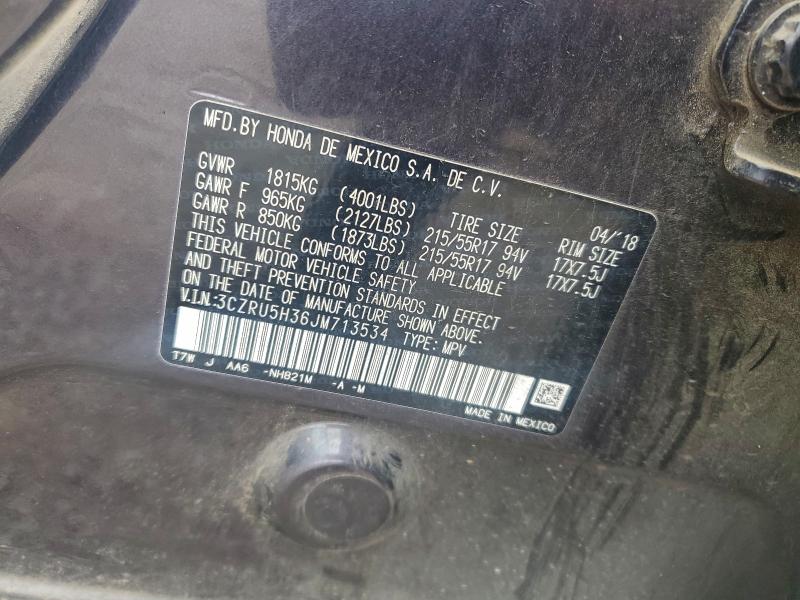 MFD.BY HONDA DE MEXICO S.A. DE C.V.
04/'18
GVWR 1815KG (4001LBS) TIRE SIZE RIM SIZE
GAWR F 965KG (2127LBS) 215/55R17 94V 17X7.5J
GAWR R 850KG (1873LBS) 215/55R17 94V 17X7.5J
THIS VEHICLE CONFORMS TO ALL APPLICABLE
FEDERAL MOTOR VEHICLE SAFETY
AND THEFT PREVENTION STANDARDS IN EFFECT
ON THE DATE OF MANUFACTURE SHOWN ABOVE.
V.I.N:3CZRU5H36JM713534 TYPE: MPV
T7W J AA6 -NH821M -A -M
MADE IN MEXICO